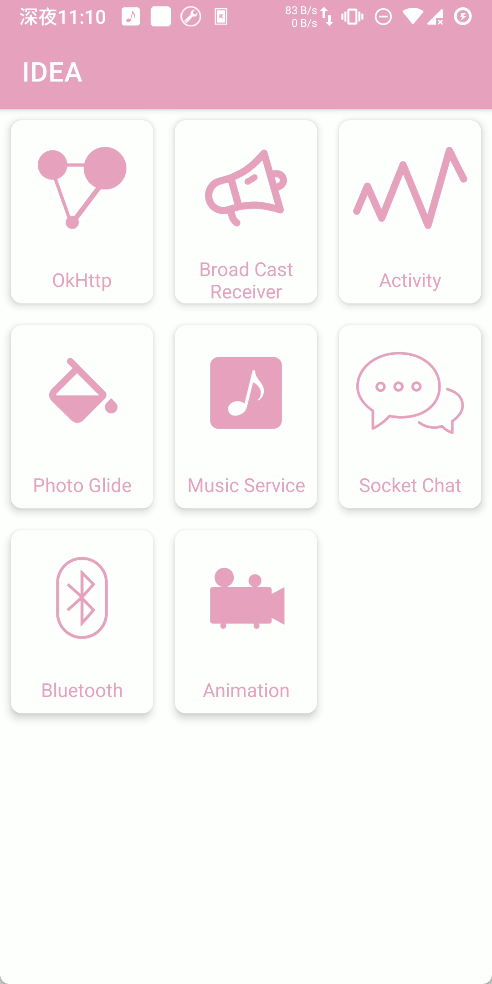 深夜11:10
83 B/s
0 B/s
IDEA
OkHttp
Broad Cast
Receiver
Activity
Photo Glide
Music Service
Socket Chat
Bluetooth
Animation